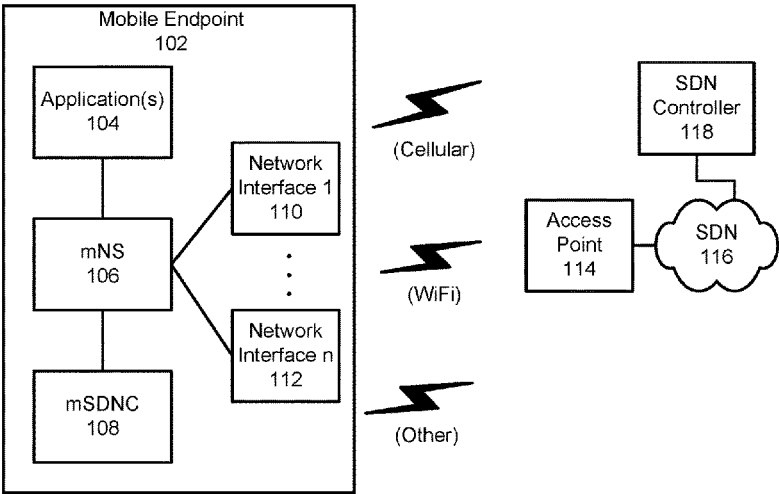 Mobile Endpoint
102
Application(s)
104
mNS
106
mSDNC
108
Network
Interface 1
110
Network
Interface n
112
(Cellular)
(WiFi)
(Other)
SDN
Controller
118
Access
Point
114
SDN
116